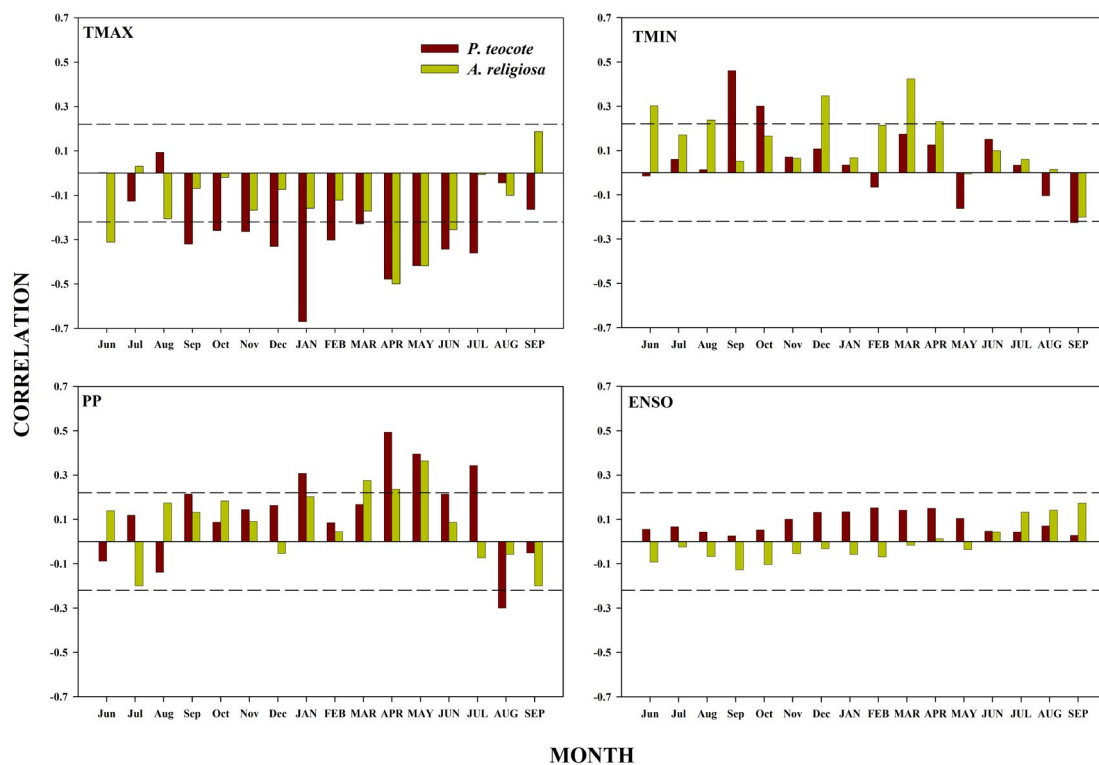 TMAX
P. teocote
A. religiosa
0.7
0.5
0.3
0.1
-0.1
-0.3
-0.5
-0.7
Jun Jul Aug Sep Oct Nov Dec JAN FEB MAR APR MAY JUN JUL AUG SEP
TMIN
0.7
0.5
0.3
0.1
-0.1
-0.3
-0.5
-0.7
Jun Jul Aug Sep Oct Nov Dec JAN FEB MAR APR MAY JUN JUL AUG SEP
CORRELATION
PP
0.7
0.5
0.3
0.1
-0.1
-0.3
-0.5
-0.7
Jun Jul Aug Sep Oct Nov Dec JAN FEB MAR APR MAY JUN JUL AUG SEP
ENSO
0.7
0.5
0.3
0.1
-0.1
-0.3
-0.5
-0.7
Jun Jul Aug Sep Oct Nov Dec JAN FEB MAR APR MAY JUN JUL AUG SEP
MONTH